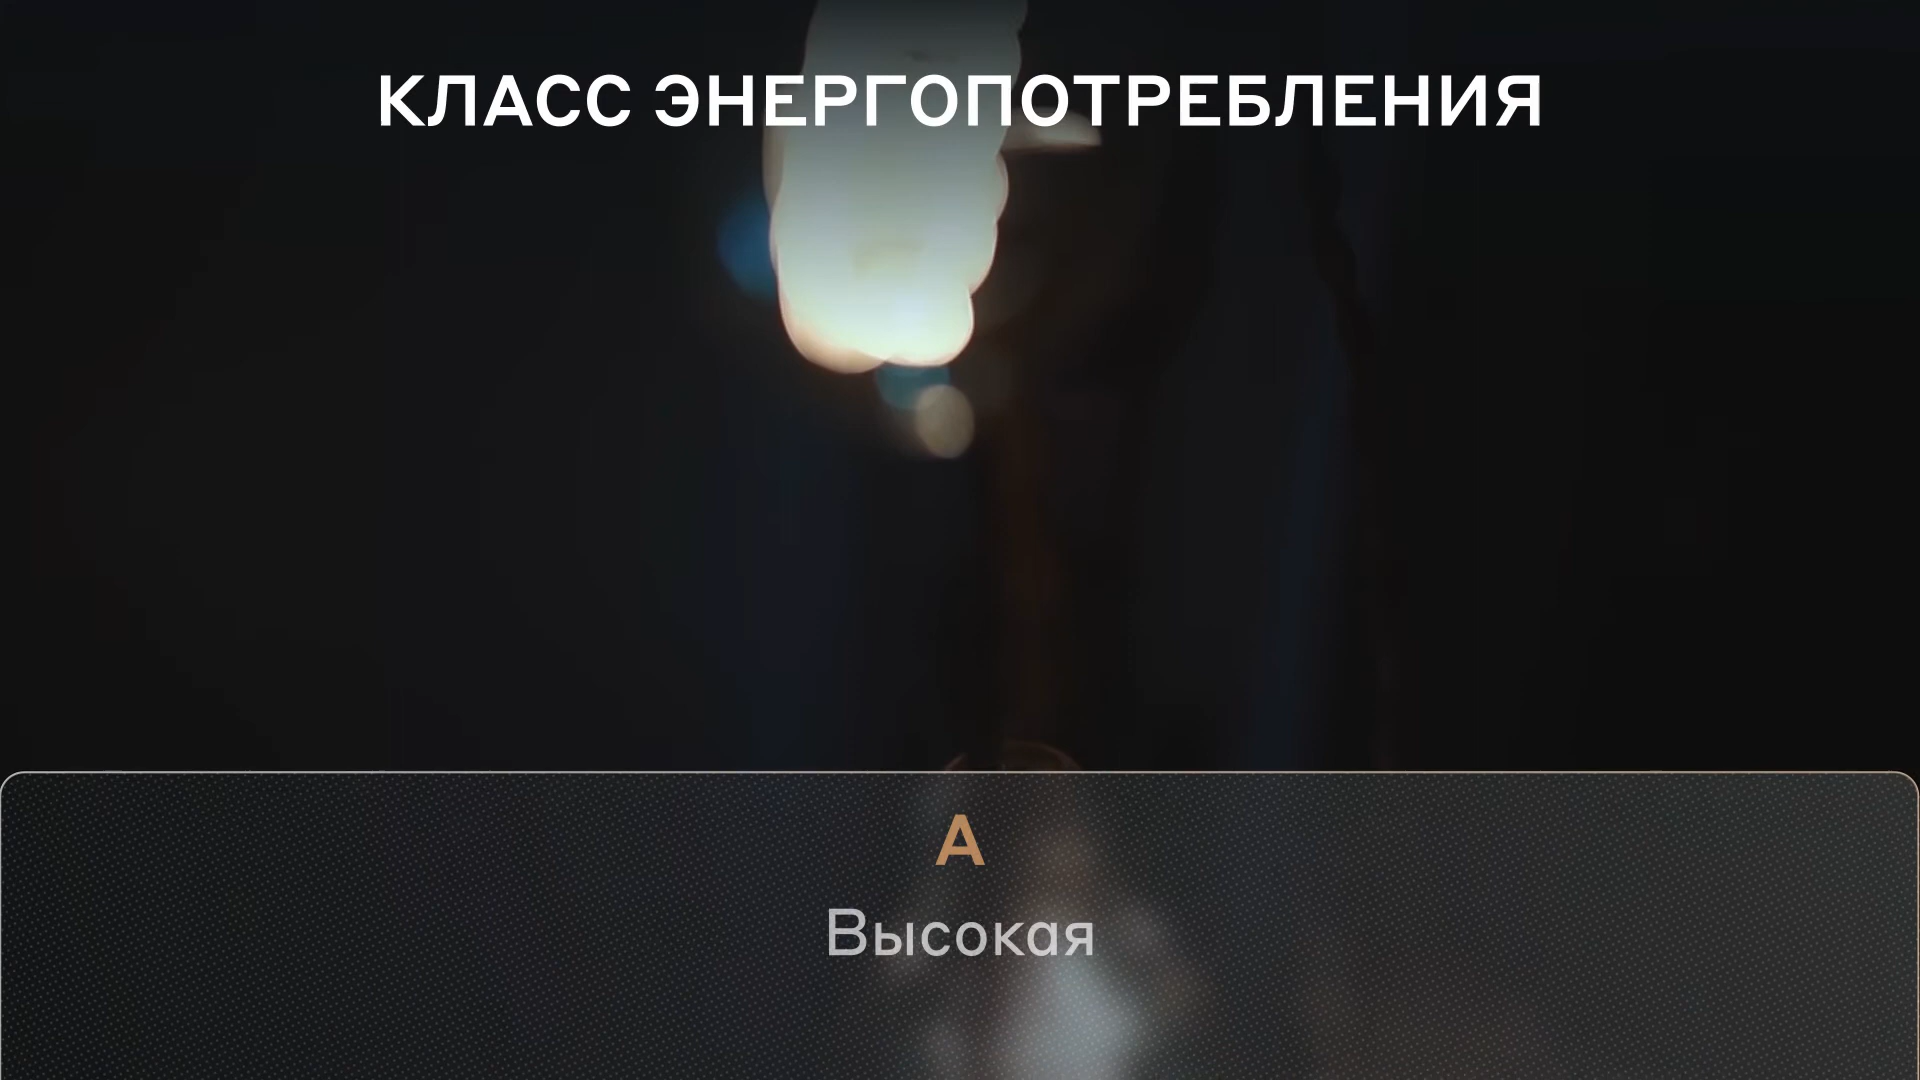 КЛАСС ЭНЕРГОПОТРЕБЛЕНИЯ
А
Высокая